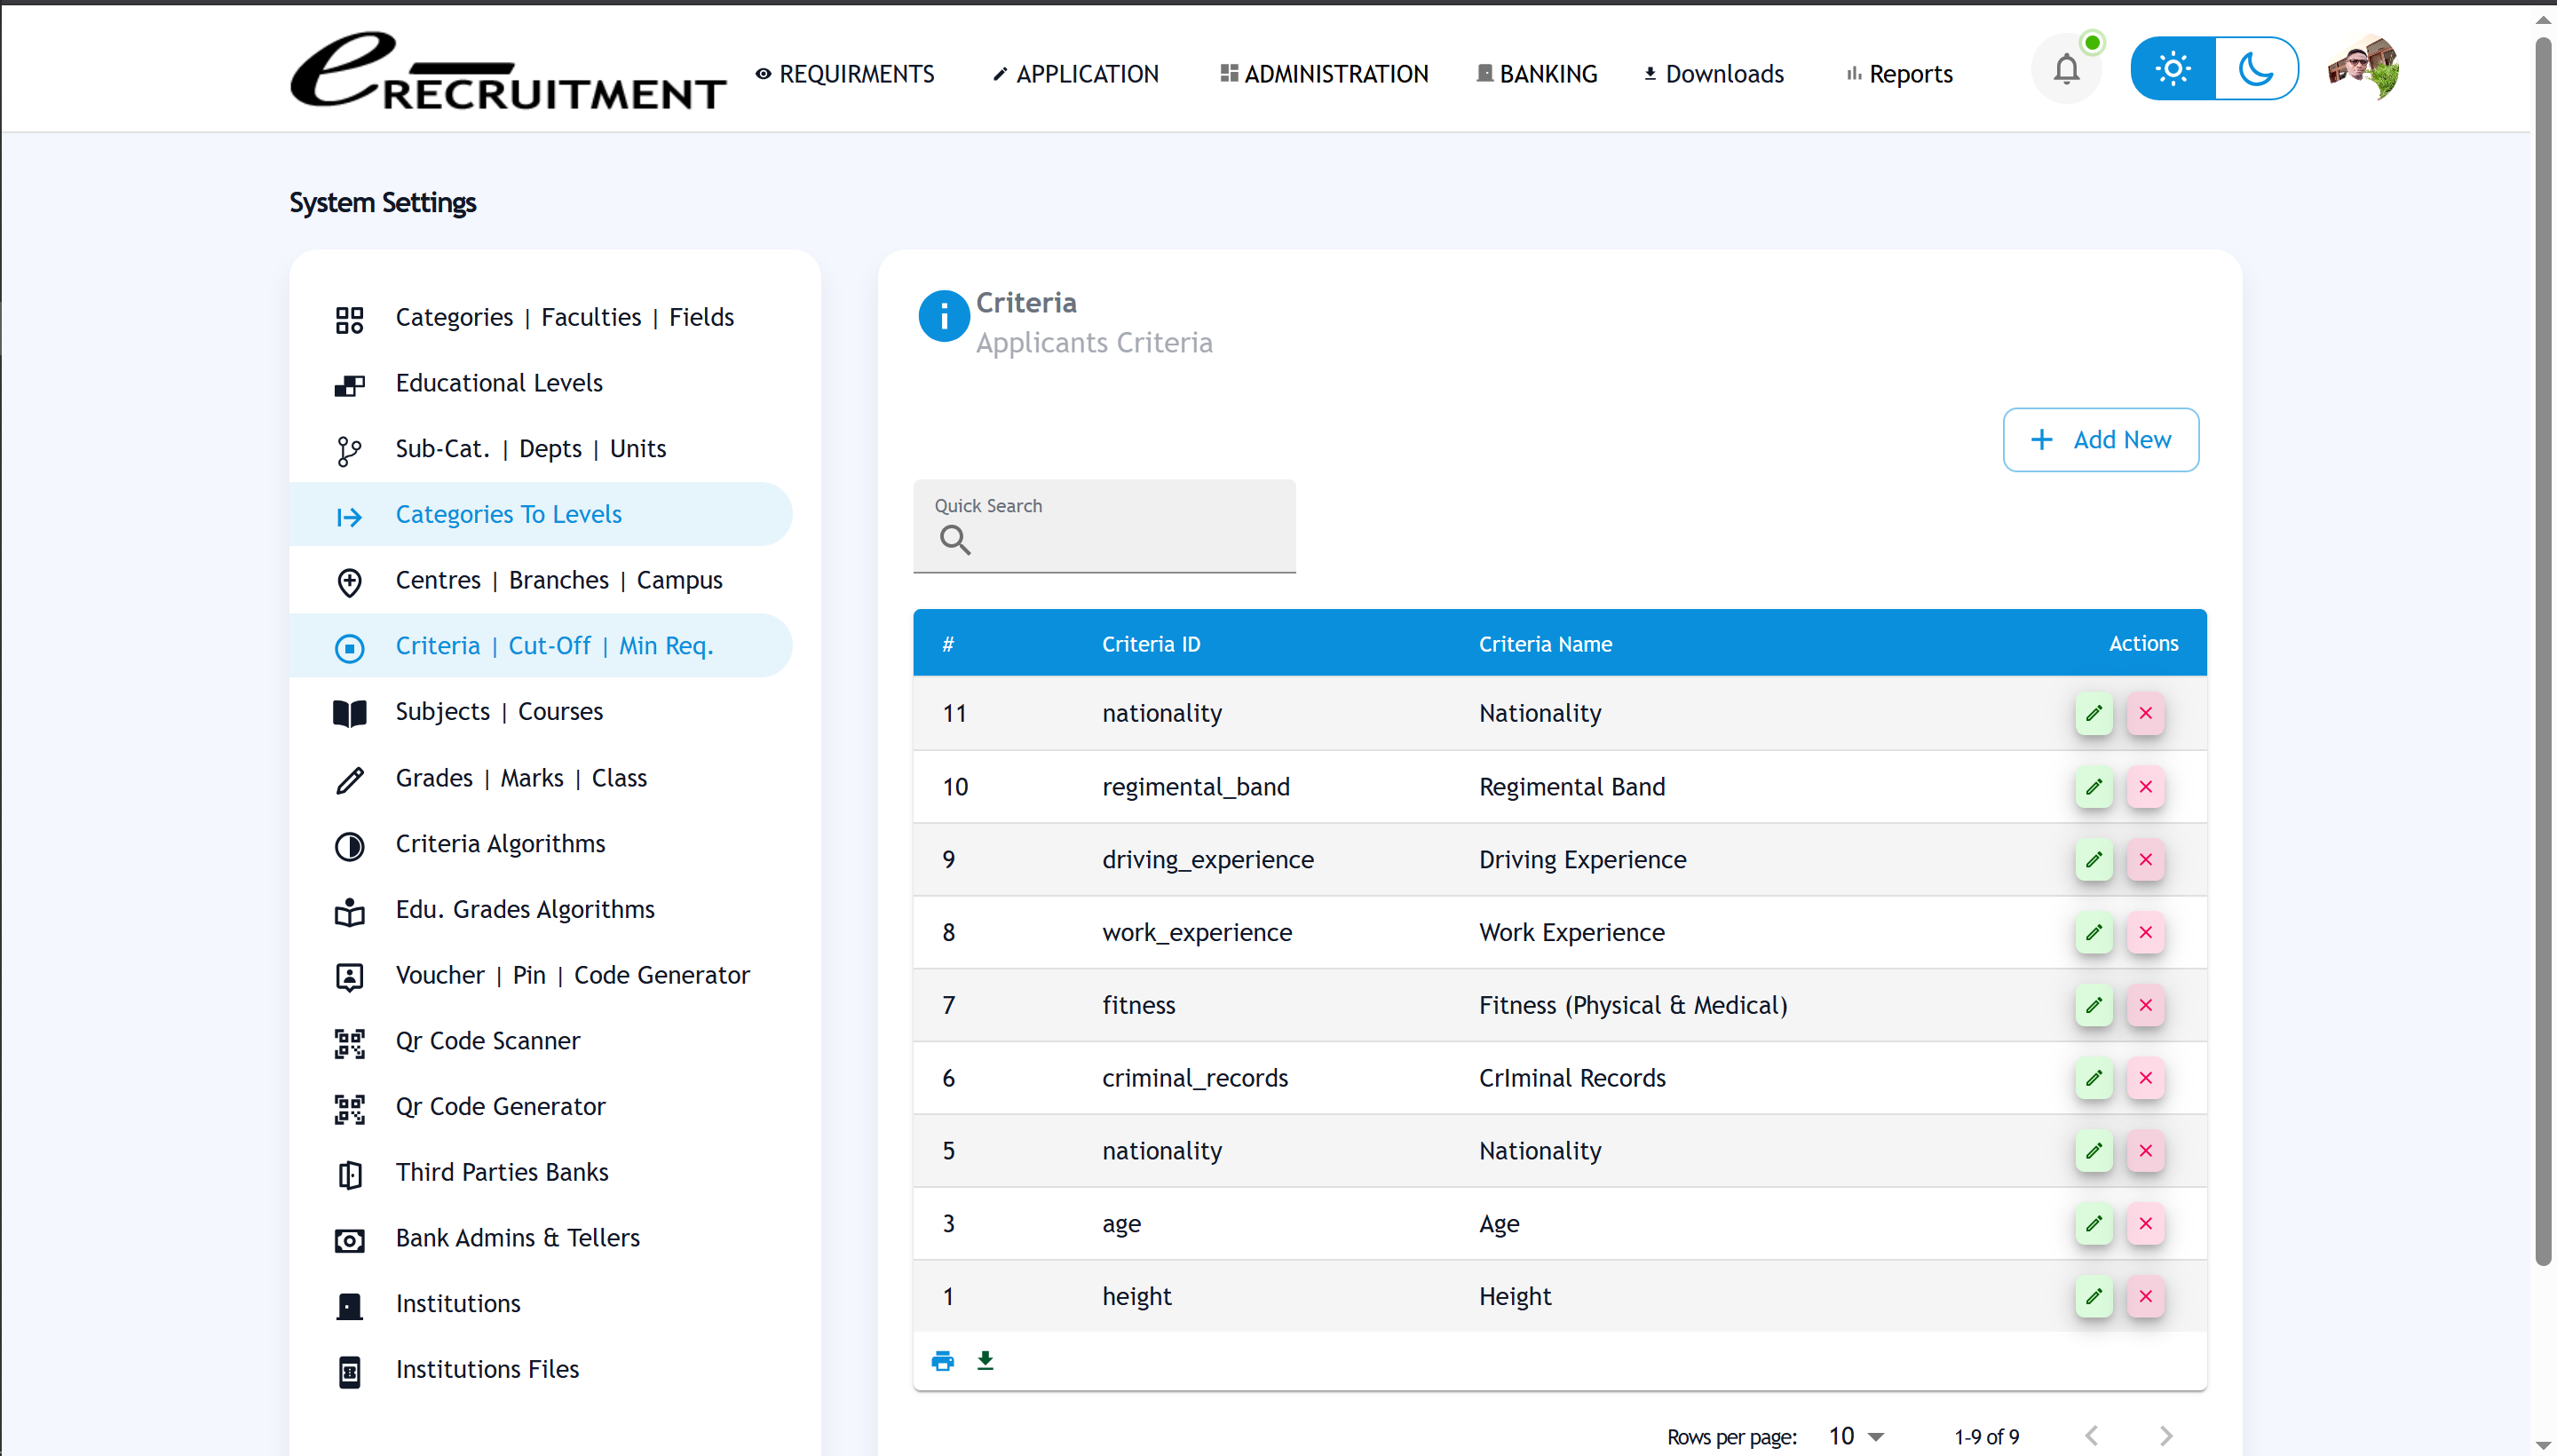 eRECRUITMENT
REQUIRMENTS
APPLICATION
ADMINISTRATION
BANKING
Downloads
Reports
System Settings
Categories | Faculties | Fields
Educational Levels
Sub-Cat. | Depts | Units
Categories To Levels
Centres | Branches | Campus
Criteria | Cut-Off | Min Req.
Subjects | Courses
Grades | Marks | Class
Criteria Algorithms
Edu. Grades Algorithms
Voucher | Pin | Code Generator
Qr Code Scanner
Qr Code Generator
Third Parties Banks
Bank Admins & Tellers
Institutions
Institutions Files
Criteria
Applicants Criteria
Add New
Quick Search
# Criteria ID Criteria Name Actions
11 nationality Nationality
10 regimental_band Regimental Band
9 driving_experience Driving Experience
8 work_experience Work Experience
7 fitness Fitness (Physical & Medical)
6 criminal_records CrIminal Records
5 nationality Nationality
3 age Age
1 height Height
Rows per page: 10 1-9 of 9